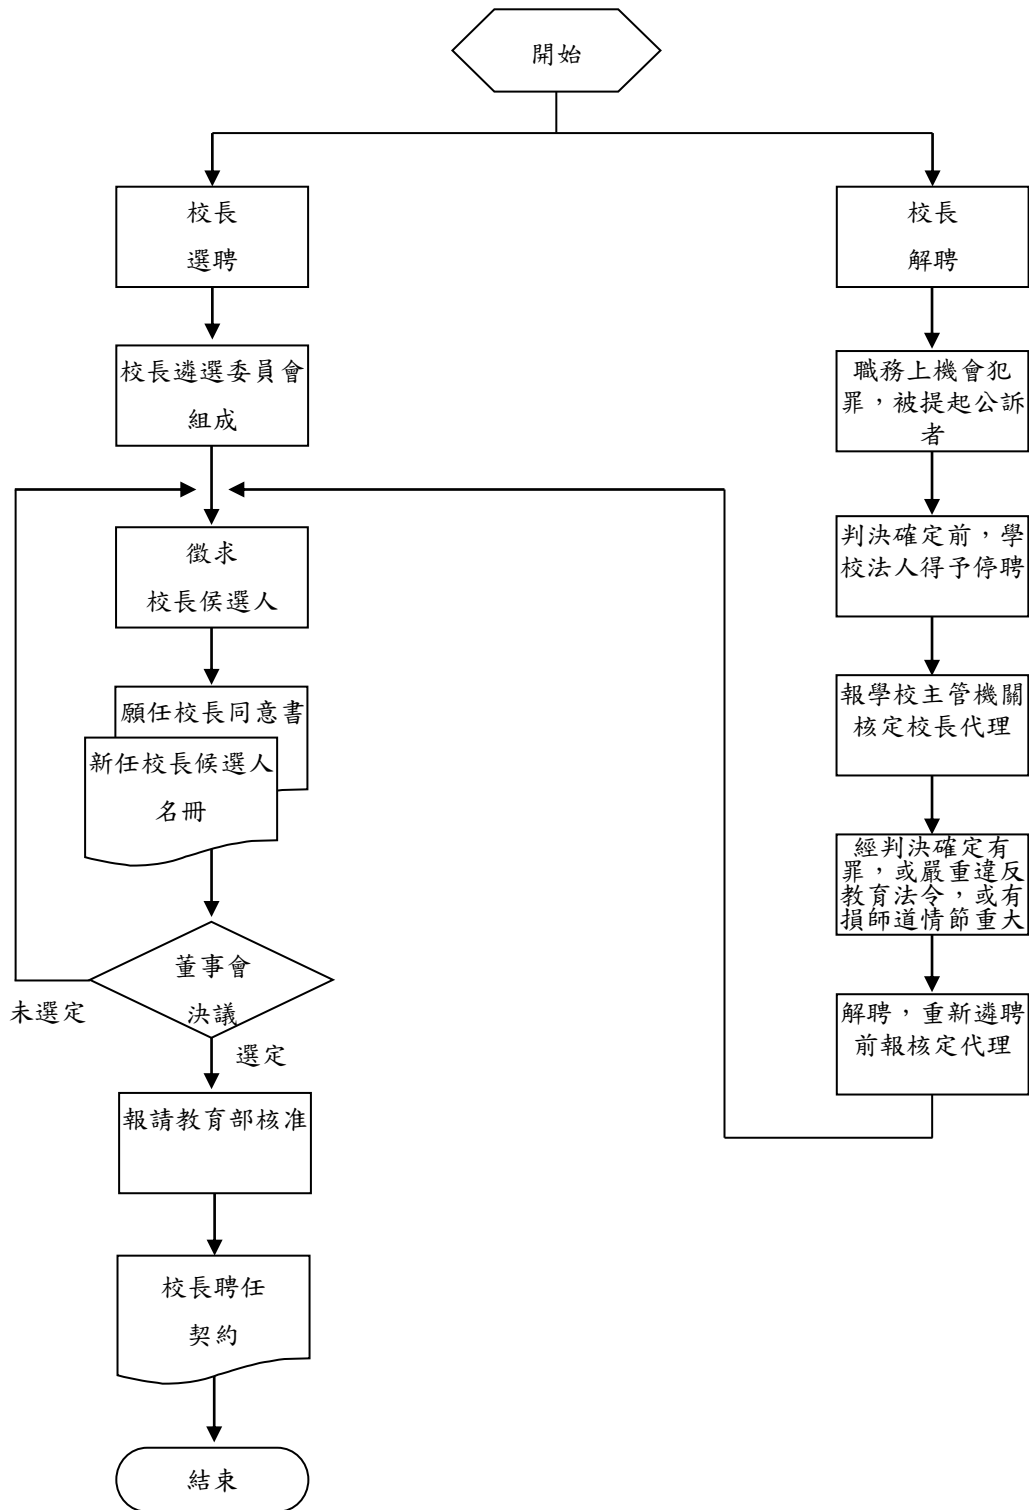 開始
校長
選聘
校長遴選委員會
組成
徵求
校長侯選人
願任校長同意書
新任校長候選人
名冊
董事會
決議
未選定
選定
報請教育部核准
校長聘任
契約
結束
校長
解聘
職務上機會犯
罪，被提起公訴
者
判決確定前，學
校法人得予停聘
報學校主管機關
核定校長代理
經判決確定有
罪，或嚴重違反
教育法令，或有
損師道情節重大
解聘，重新遴聘
前報核定代理